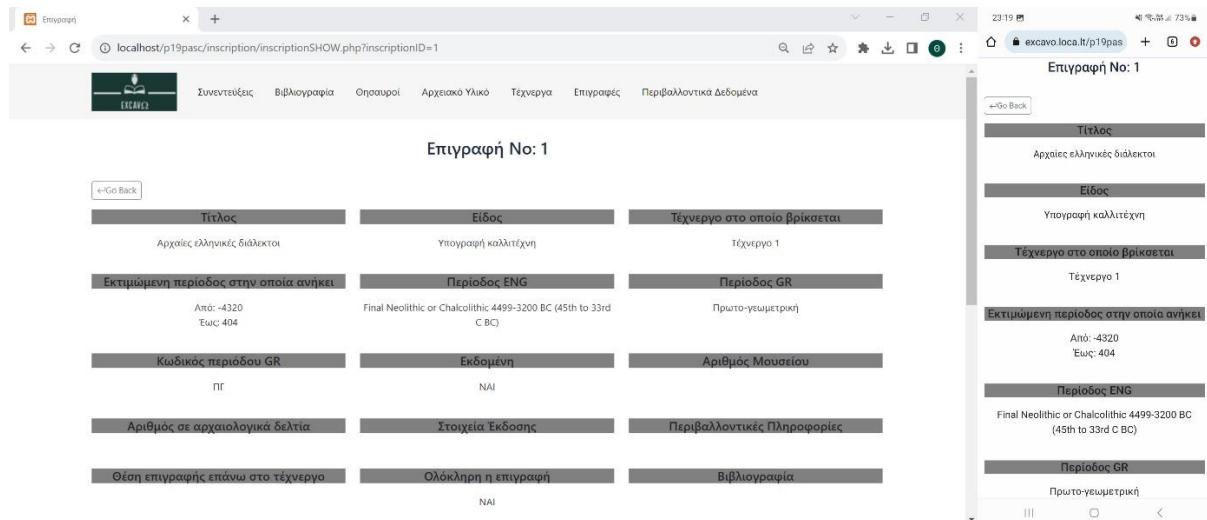 Επιγραφή
localhost/p19pasc/inscription/inscriptionSHOW.php?inscriptionID=1
ΕΧCΑVΩ
Συνεντεύξεις Βιβλιογραφία Θησαυροί Αρχειακό Υλικό Τέχνεργα Επιγραφές Περιβαλλοντικά Δεδομένα
Επιγραφή No: 1
Go Back
Τίτλος Είδος Τέχνεργο στο οποίο βρίκσεται
Αρχαίες ελληνικές διάλεκτοι Υπογραφή καλλιτέχνη Τέχνεργο 1
Εκτιμώμενη περίοδος στην οποία ανήκει Περίοδος ENG Περίοδος GR
Από: -4320 Final Neolithic or Chalcolithic 4499-3200 BC (45th to 33rd Πρωτο-γεωμετρική
Έως: 404 C BC)
Κωδικός περιόδου GR Εκδομένη Αριθμός Μουσείου
ΠΓ ΝΑΙ
Αριθμός σε αρχαιολογικά δελτία Στοιχεία Έκδοσης Περιβαλλοντικές Πληροφορίες
Θέση επιγραφής επάνω στο τέχνεργο Ολόκληρη η επιγραφή Βιβλιογραφία
ΝΑΙ
23:19 73%
excavo.loca.lt/p19pas 6
Επιγραφή No: 1
Go Back
Τίτλος
Αρχαίες ελληνικές διάλεκτοι
Είδος
Υπογραφή καλλιτέχνη
Τέχνεργο στο οποίο βρίκσεται
Τέχνεργο 1
Εκτιμώμενη περίοδος στην οποία ανήκει
Από: -4320
Έως: 404
Περίοδος ENG
Final Neolithic or Chalcolithic 4499-3200 BC
(45th to 33rd C BC)
Περίοδος GR
Πρωτο-γεωμετρική